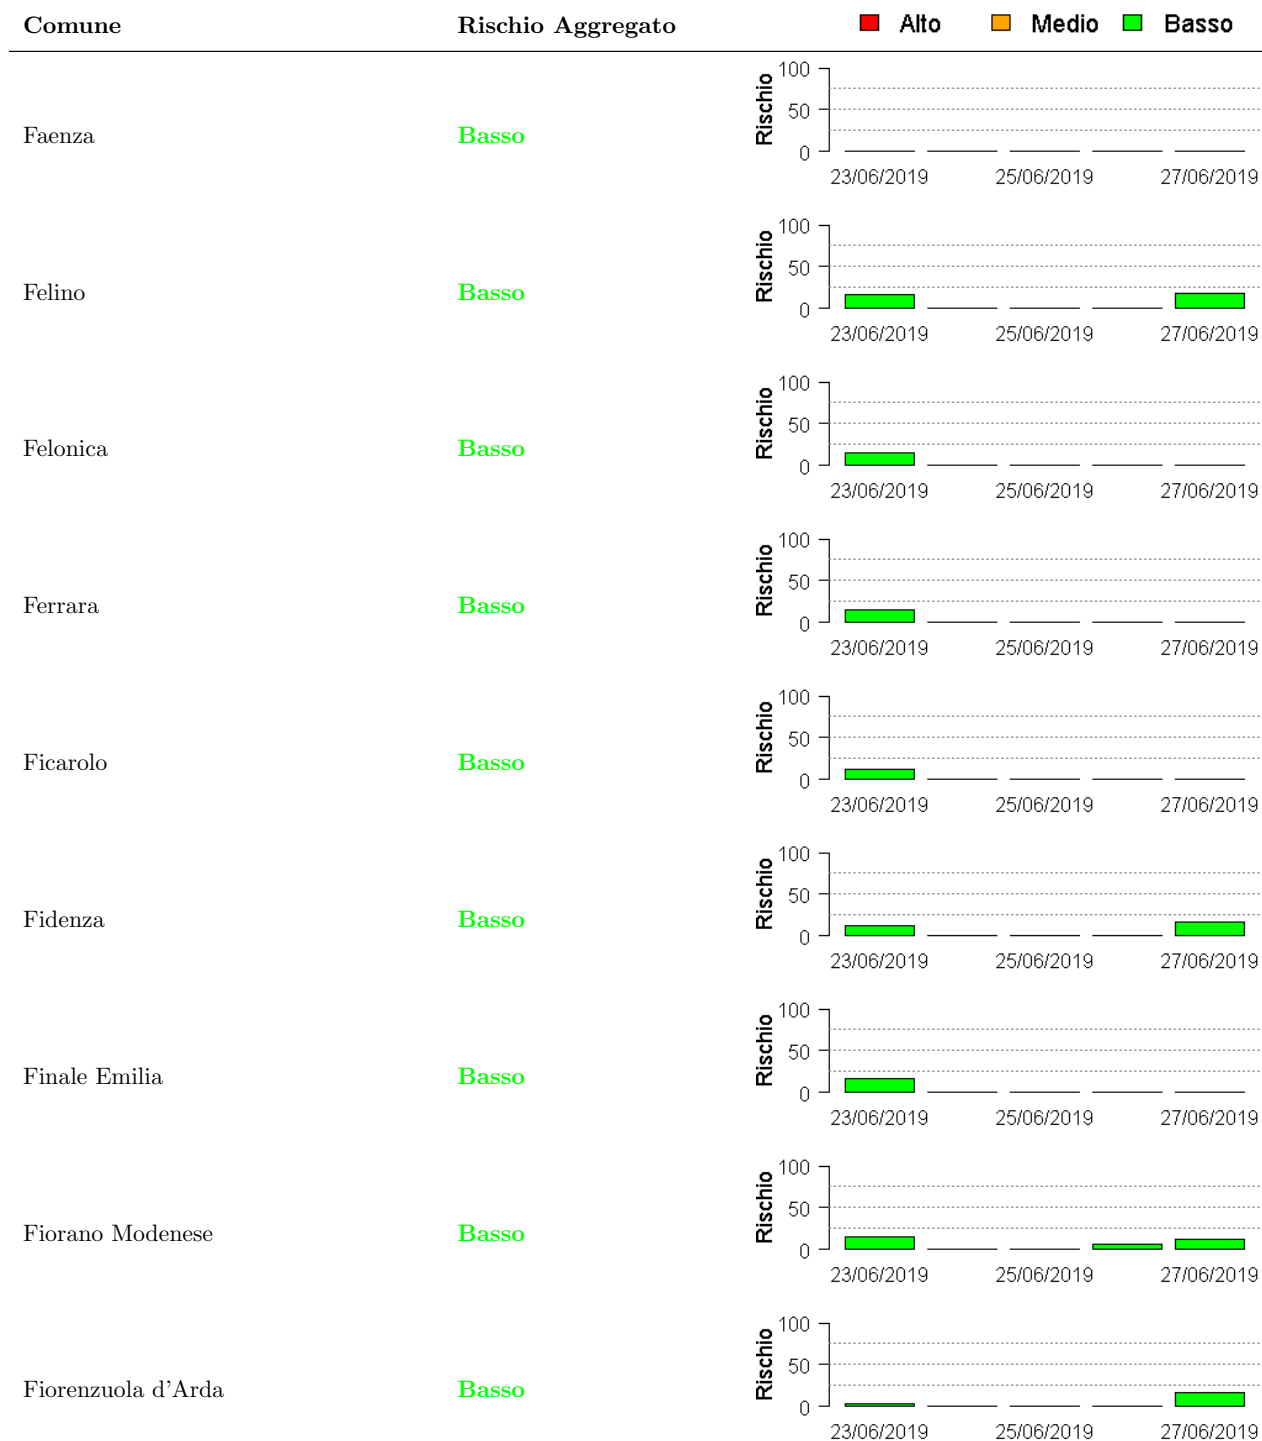 Comune Rischio Aggregato Alto Medio Basso
Faenza Basso Rischio 100 50 0
23/06/2019 25/06/2019 27/06/2019
Felino Basso Rischio 100 50 0
23/06/2019 25/06/2019 27/06/2019
Felonica Basso Rischio 100 50 0
23/06/2019 25/06/2019 27/06/2019
Ferrara Basso Rischio 100 50 0
23/06/2019 25/06/2019 27/06/2019
Ficarolo Basso Rischio 100 50 0
23/06/2019 25/06/2019 27/06/2019
Fidenza Basso Rischio 100 50 0
23/06/2019 25/06/2019 27/06/2019
Finale Emilia Basso Rischio 100 50 0
23/06/2019 25/06/2019 27/06/2019
Fiorano Modenese Basso Rischio 100 50 0
23/06/2019 25/06/2019 27/06/2019
Fiorenzuola d'Arda Basso Rischio 100 50 0
23/06/2019 25/06/2019 27/06/2019